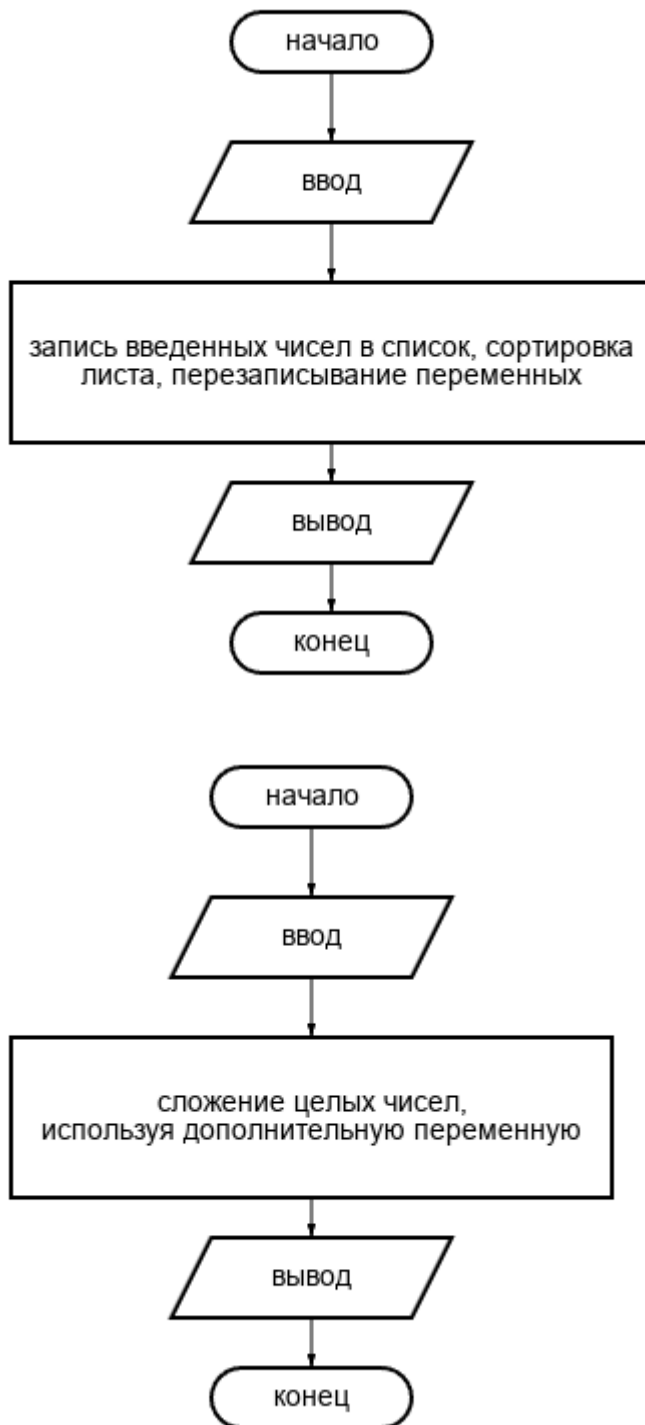 начало
ввод
запись введенных чисел в список, сортировка
листа, перезаписывание переменных
вывод
конец
начало
ввод
сложение целых чисел,
используя дополнительную переменную
вывод
конец